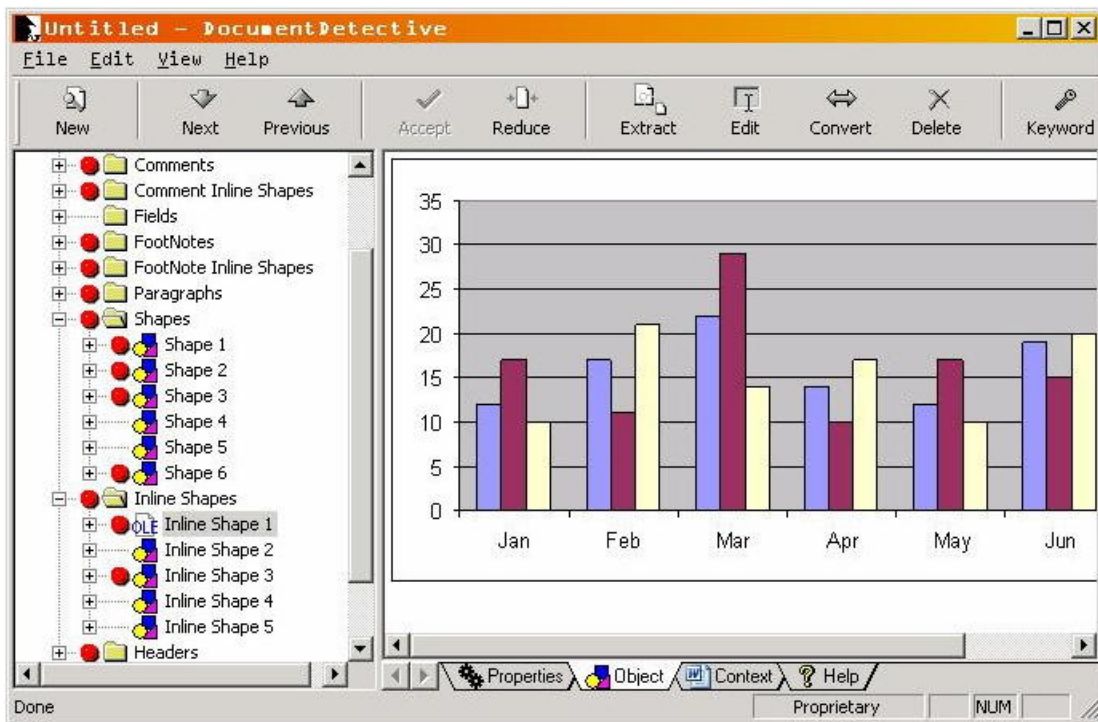 Untitled - DocumentDetective
File Edit View Help
New Next Previous Accept Reduce Extract Edit Convert Delete Keyword
Comments
Comment Inline Shapes
Fields
FootNotes
FootNote Inline Shapes
Paragraphs
Shapes
Shape 1
Shape 2
Shape 3
Shape 4
Shape 5
Shape 6
Inline Shapes
OLE Inline Shape 1
Inline Shape 2
Inline Shape 3
Inline Shape 4
Inline Shape 5
Headers
35
30
25
20
15
10
5
0
Jan Feb Mar Apr May Jun
Properties Object W Context ? Help
Done Proprietary NUM